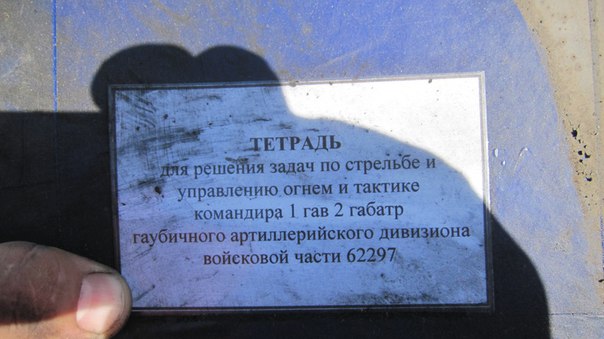 ТЕТРАДЬ
для решения задач по стрельбе и
управлению огнем и тактике
командира 1 гав 2 габатр
гаубичного артиллерийского дивизиона
войсковой части 62297